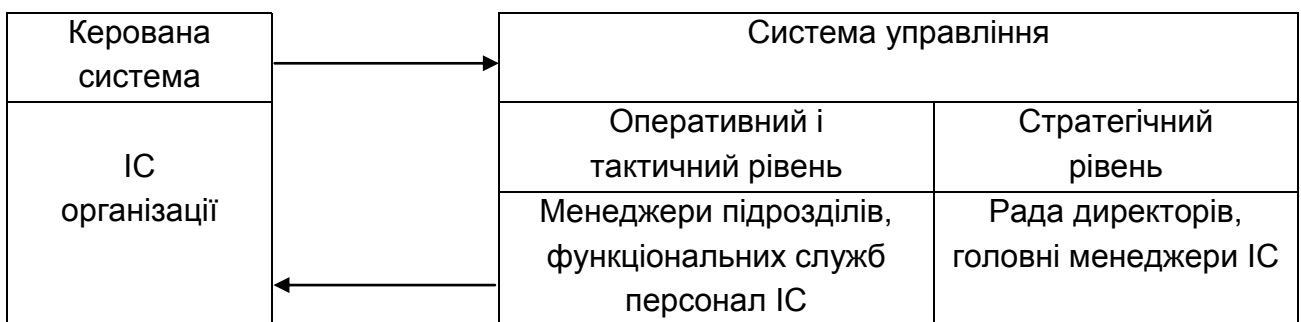 Керована
система
ІС
організації
Система управління
Оперативний і
тактичний рівень
Стратегічний
рівень
Менеджери підрозділів,
функціональних служб
персонал ІС
Рада директорів,
головні менеджери ІС